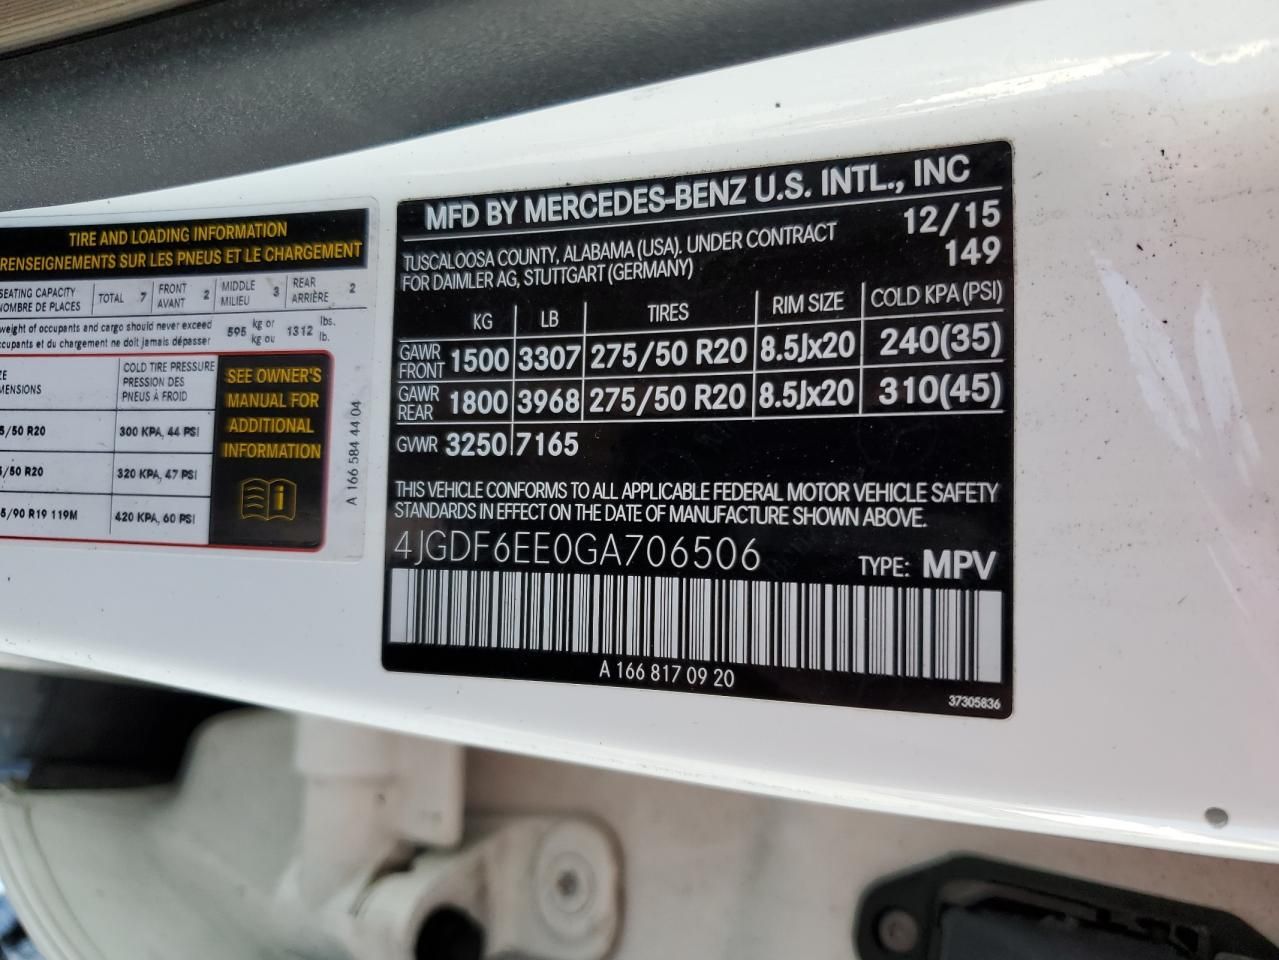 TIRE AND LOADING INFORMATION
RENSEIGNEMENTS SUR LES PNEUS ET LE CHARGEMENT
SEATING CAPACITY
NOMBRE DE PLACES
TOTAL 7
FRONT
AVANT 2
MIDDLE
MILIEU 3
REAR
ARRIÈRE 2
weight of occupants and cargo should never exceed
cupants et du chargement ne doit jamais dépasser
595 kg or
kg ou
1312 lbs.
lb.
ZE
MENSIONS
COLD TIRE PRESSURE
PRESSION DES
PNEUS À FROID
5/50 R20
300 KPA, 44 PSI
/50 R20
320 KPA, 47 PSI
5/90 R19 119M
420 KPA, 60 PSI
SEE OWNER'S
MANUAL FOR
ADDITIONAL
INFORMATION
i
A 166 584 44 04
MFD BY MERCEDES-BENZ U.S. INTL., INC
TUSCALOOSA COUNTY, ALABAMA (USA). UNDER CONTRACT
FOR DAIMLER AG, STUTTGART (GERMANY)
12/15
149
KG LB TIRES RIM SIZE COLD KPA (PSI)
GAWR
FRONT 1500 3307 275/50 R20 8.5Jx20 240(35)
GAWR
REAR 1800 3968 275/50 R20 8.5Jx20 310(45)
GVWR 3250 7165
THIS VEHICLE CONFORMS TO ALL APPLICABLE FEDERAL MOTOR VEHICLE SAFETY
STANDARDS IN EFFECT ON THE DATE OF MANUFACTURE SHOWN ABOVE.
4JGDF6EE0GA706506
TYPE: MPV
A 166 817 09 20
37305836